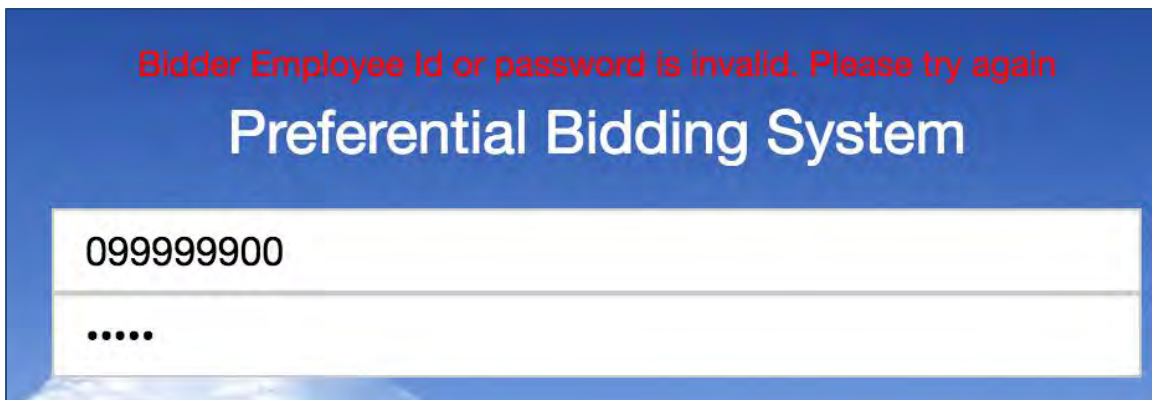 Bidder Employee Id or password is invalid. Please try again
Preferential Bidding System
099999900
•••••